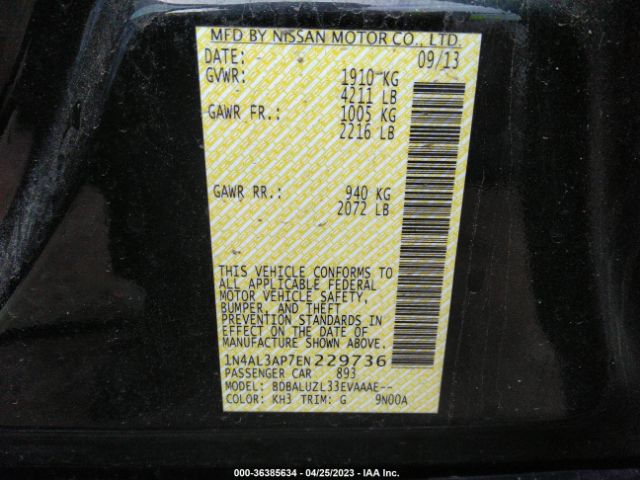 MFD BY NISSAN MOTOR CO., LTD.
DATE: 09/13
GVWR: 1910 KG
4211 LB
GAWR FR.: 1005 KG
2216 LB
GAWR RR.: 940 KG
2072 LB
THIS VEHICLE CONFORMS TO
ALL APPLICABLE FEDERAL
MOTOR VEHICLE SAFETY,
BUMPER, AND THEFT
PREVENTION STANDARDS IN
EFFECT ON THE DATE OF
MANUFACTURE SHOWN ABOVE.
1N4AL3AP7EN 229736
PASSENGER CAR 893
MODEL: BDBALUZL33EVAAAE--
COLOR: KH3 TRIM: G 9N00A
000-36385634 - 04/25/2023 - IAA Inc.